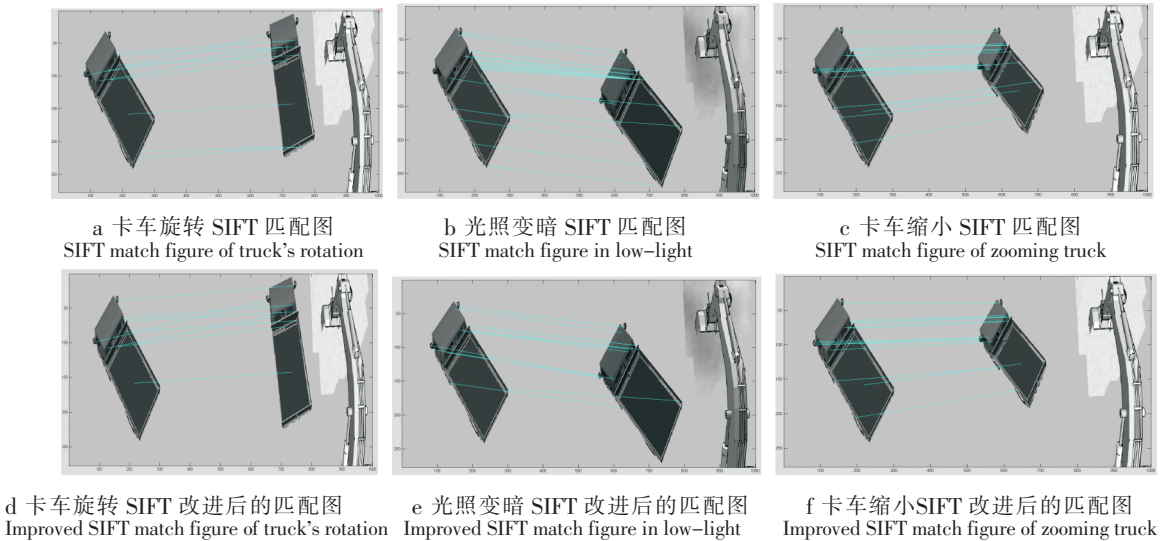 a 卡车旋转 SIFT 匹配图
SIFT match figure of truck's rotation
b 光照变暗 SIFT 匹配图
SIFT match figure in low-light
c 卡车缩小 SIFT 匹配图
SIFT match figure of zooming truck
d 卡车旋转 SIFT 改进后的匹配图
Improved SIFT match figure of truck's rotation
e 光照变暗 SIFT 改进后的匹配图
Improved SIFT match figure in low-light
f 卡车缩小SIFT 改进后的匹配图
Improved SIFT match figure of zooming truck